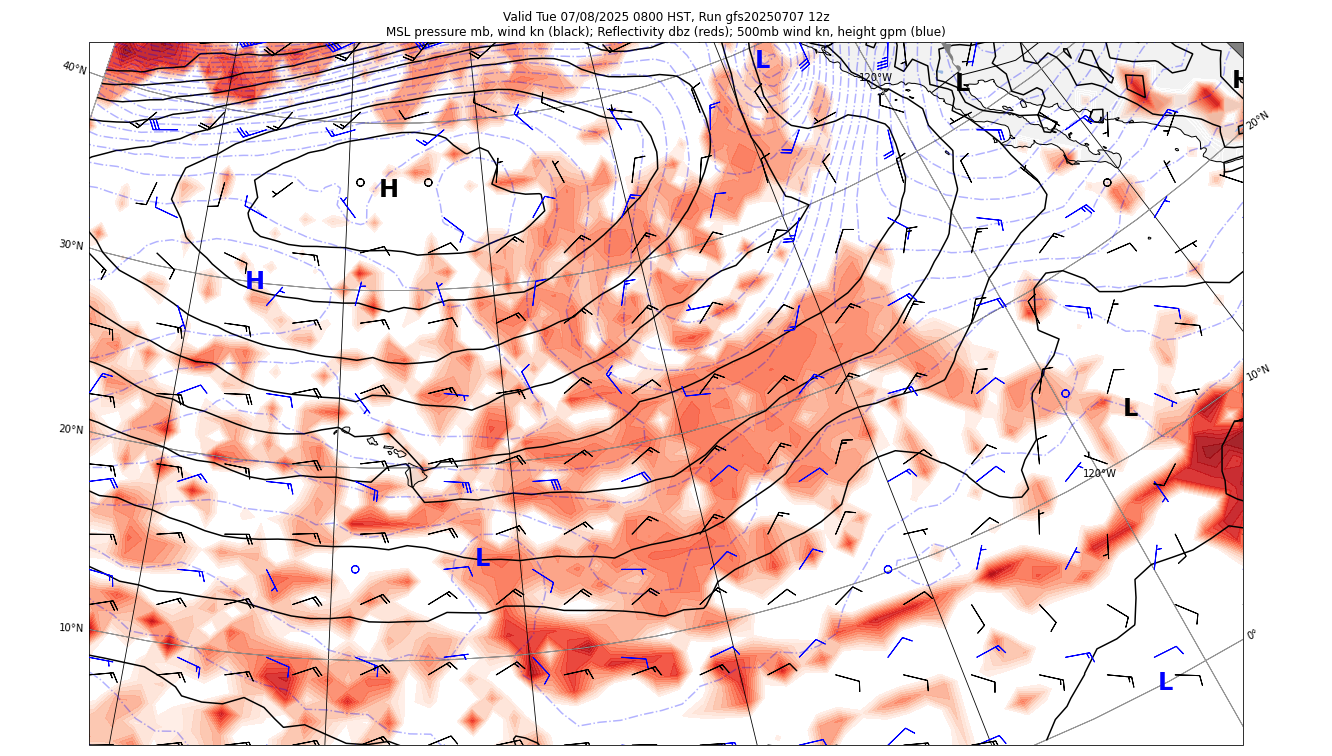 Valid Tue 07/08/2025 0800 HST, Run gfs20250707 12z
MSL pressure mb, wind kn (black); Reflectivity dbz (reds); 500mb wind kn, height gpm (blue)
40°N
L
120°W
L
H
20°N
H
30°N
H
10°N
L
20°N
120°W
L
10°N
0°
L